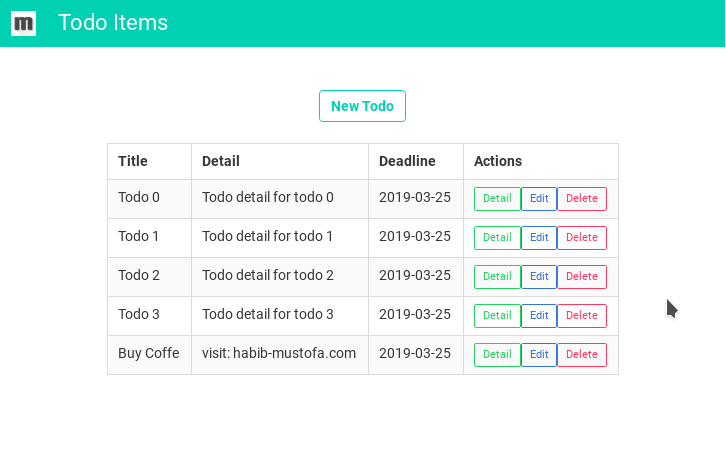 m Todo Items
New Todo
Title Detail Deadline Actions
Todo 0 Todo detail for todo 0 2019-03-25 Detail Edit Delete
Todo 1 Todo detail for todo 1 2019-03-25 Detail Edit Delete
Todo 2 Todo detail for todo 2 2019-03-25 Detail Edit Delete
Todo 3 Todo detail for todo 3 2019-03-25 Detail Edit Delete
Buy Coffe visit: habib-mustofa.com 2019-03-25 Detail Edit Delete